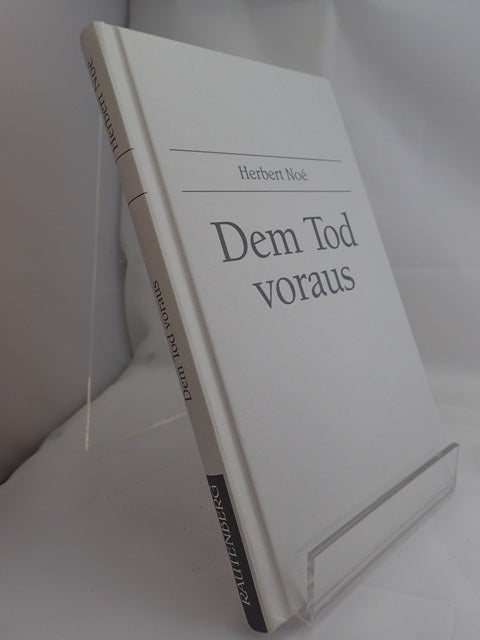 Herbert Noé
Dem Tod
voraus
Herbert Noé
Dem Tod voraus
RAUTENBERG